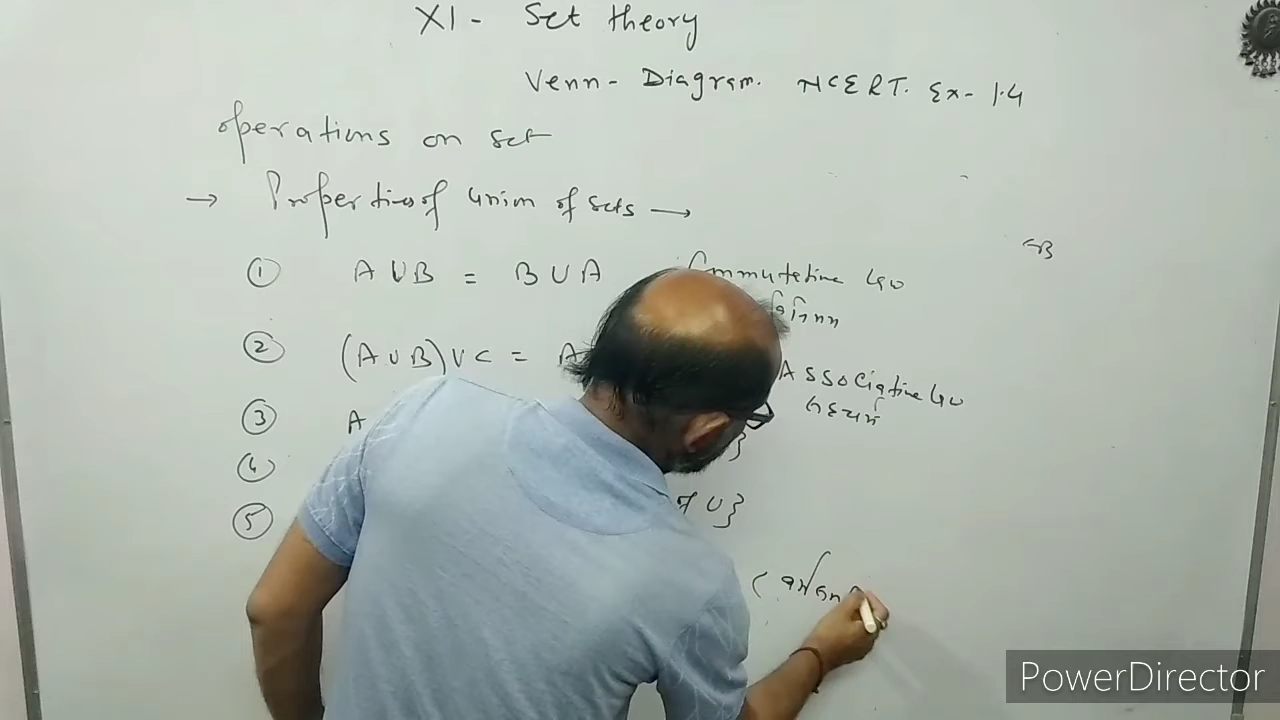 XI - Set theory
Venn - Diagram. NCERT. Ex - 1.4
Operations on set
→ Properties of union of sets →
① A ∪ B = B ∪ A Commutative law
② (A ∪ B) ∪ C = A Associative law
③ A }
④
⑤ of U}
(
PowerDirector